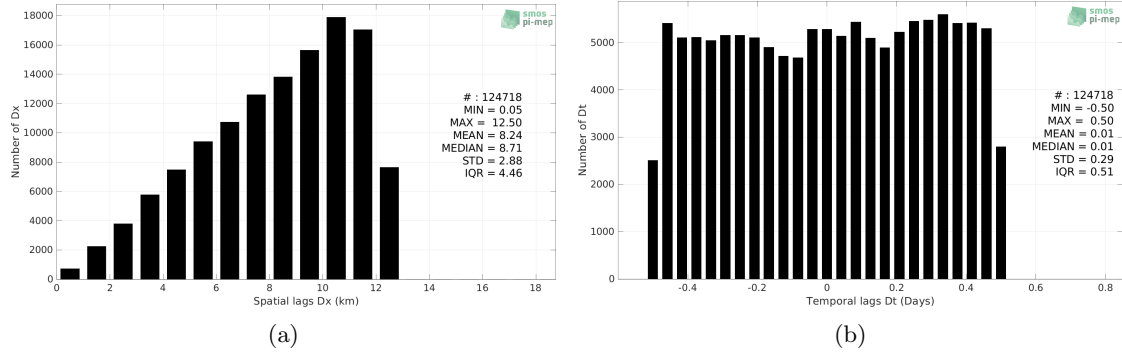 18000
16000
14000
12000
10000
8000
6000
4000
2000
0
Number of Dx
smos
pi-mep
# : 124718
MIN = 0.05
MAX = 12.50
MEAN = 8.24
MEDIAN = 8.71
STD = 2.88
IQR = 4.46
0 2 4 6 8 10 12 14 16 18
Spatial lags Dx (km)
(a)
5000
4000
3000
2000
1000
0
Number of Dt
smos
pi-mep
# : 124718
MIN = -0.50
MAX = 0.50
MEAN = 0.01
MEDIAN = 0.01
STD = 0.29
IQR = 0.51
-0.4 -0.2 0 0.2 0.4 0.6 0.8
Temporal lags Dt (Days)
(b)